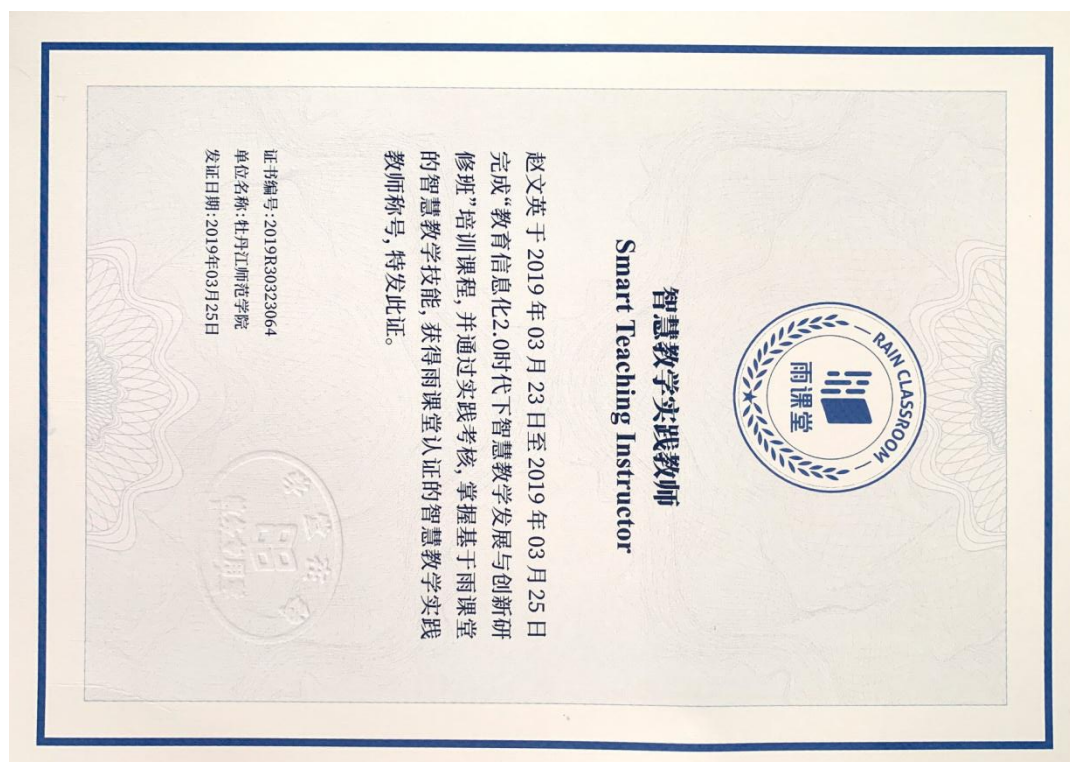 RAIN CLASSROOM
雨课堂
智慧教学实践教师
Smart Teaching Instructor
赵文英 于 2019 年 03 月 23 日至 2019 年 03 月 25 日
完成“教育信息化2.0时代下智慧教学发展与创新研
修班”培训课程, 并通过实践考核, 掌握基于雨课堂
的智慧教学技能, 获得雨课堂认证的智慧教学实践
教师称号, 特发此证。
证书编号:2019R30323064
单位名称:牡丹江师范学院
发证日期:2019年03月25日